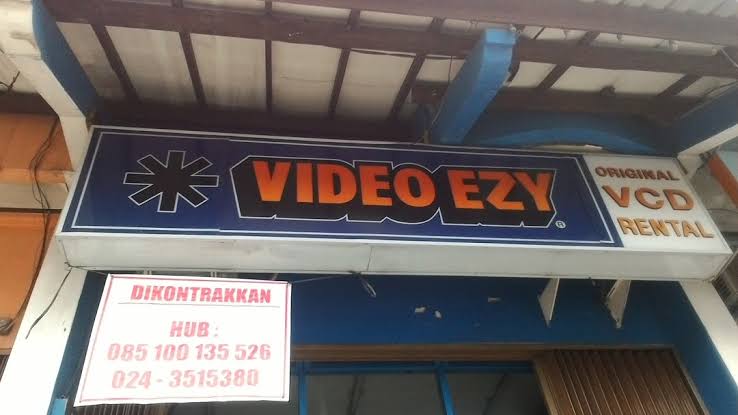 VIDEO EZY
®
ORIGINAL
VCD
RENTAL
DIKONTRAKKAN
HUB :
085 100 135 526
024 - 3515380